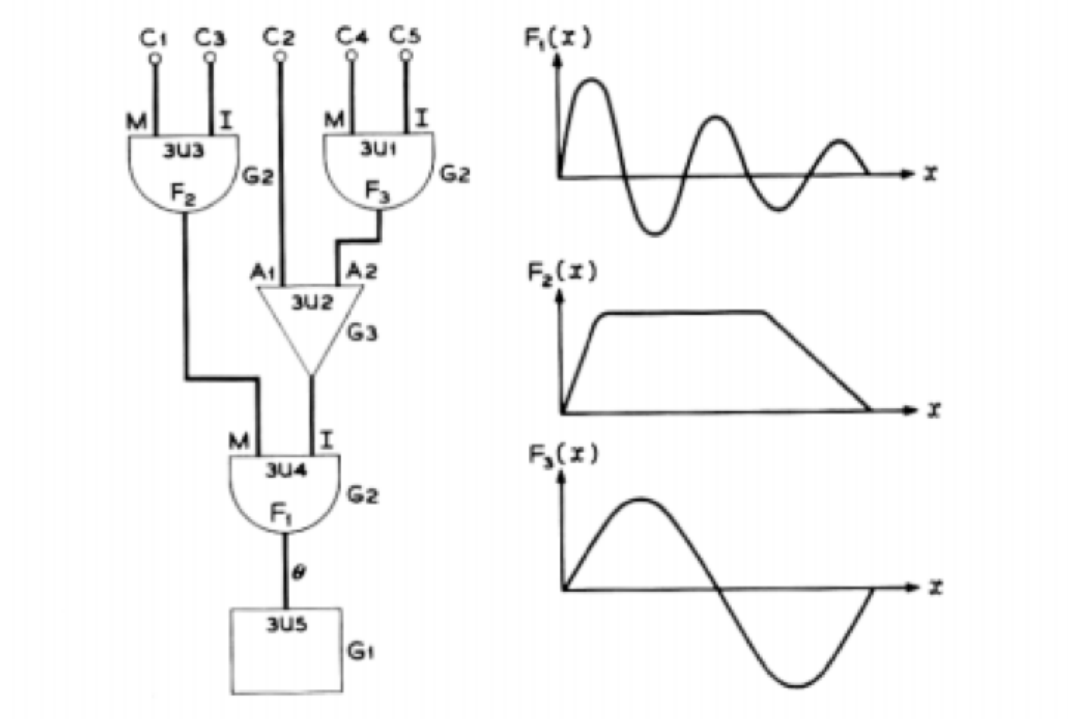 C1 C3 C2 C4 C5
M I M I
3U3 3U1
F2 G2 F3 G2
A1 A2
3U2
G3
M I
3U4
G2
F1
θ
3U5
G1
F1(x)
x
F2(x)
x
F3(x)
x